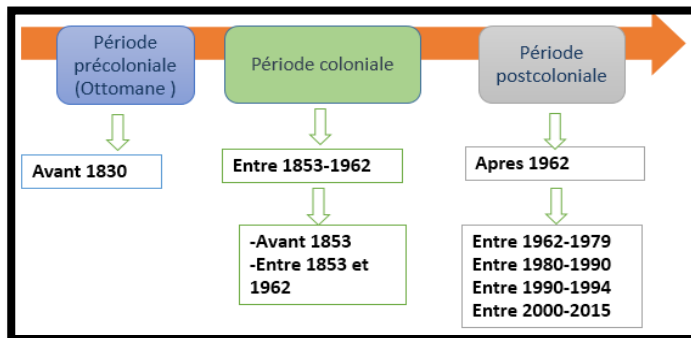 Période
précoloniale
(Ottomane )
Période coloniale
Période
postcoloniale
Avant 1830
Entre 1853-1962
Apres 1962
-Avant 1853
-Entre 1853 et
1962
Entre 1962-1979
Entre 1980-1990
Entre 1990-1994
Entre 2000-2015